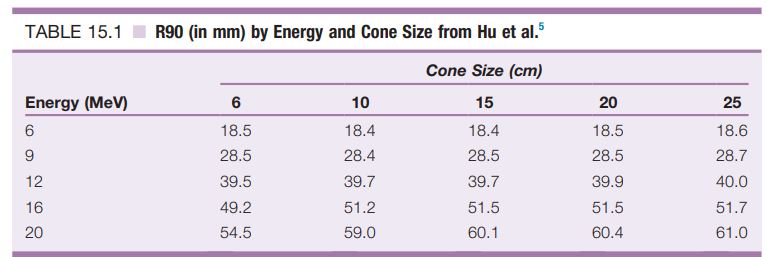 TABLE 15.1 ■ R90 (in mm) by Energy and Cone Size from Hu et al.⁵
Cone Size (cm)
Energy (MeV) 6 10 15 20 25
6 18.5 18.4 18.4 18.5 18.6
9 28.5 28.4 28.5 28.5 28.7
12 39.5 39.7 39.7 39.9 40.0
16 49.2 51.2 51.5 51.5 51.7
20 54.5 59.0 60.1 60.4 61.0